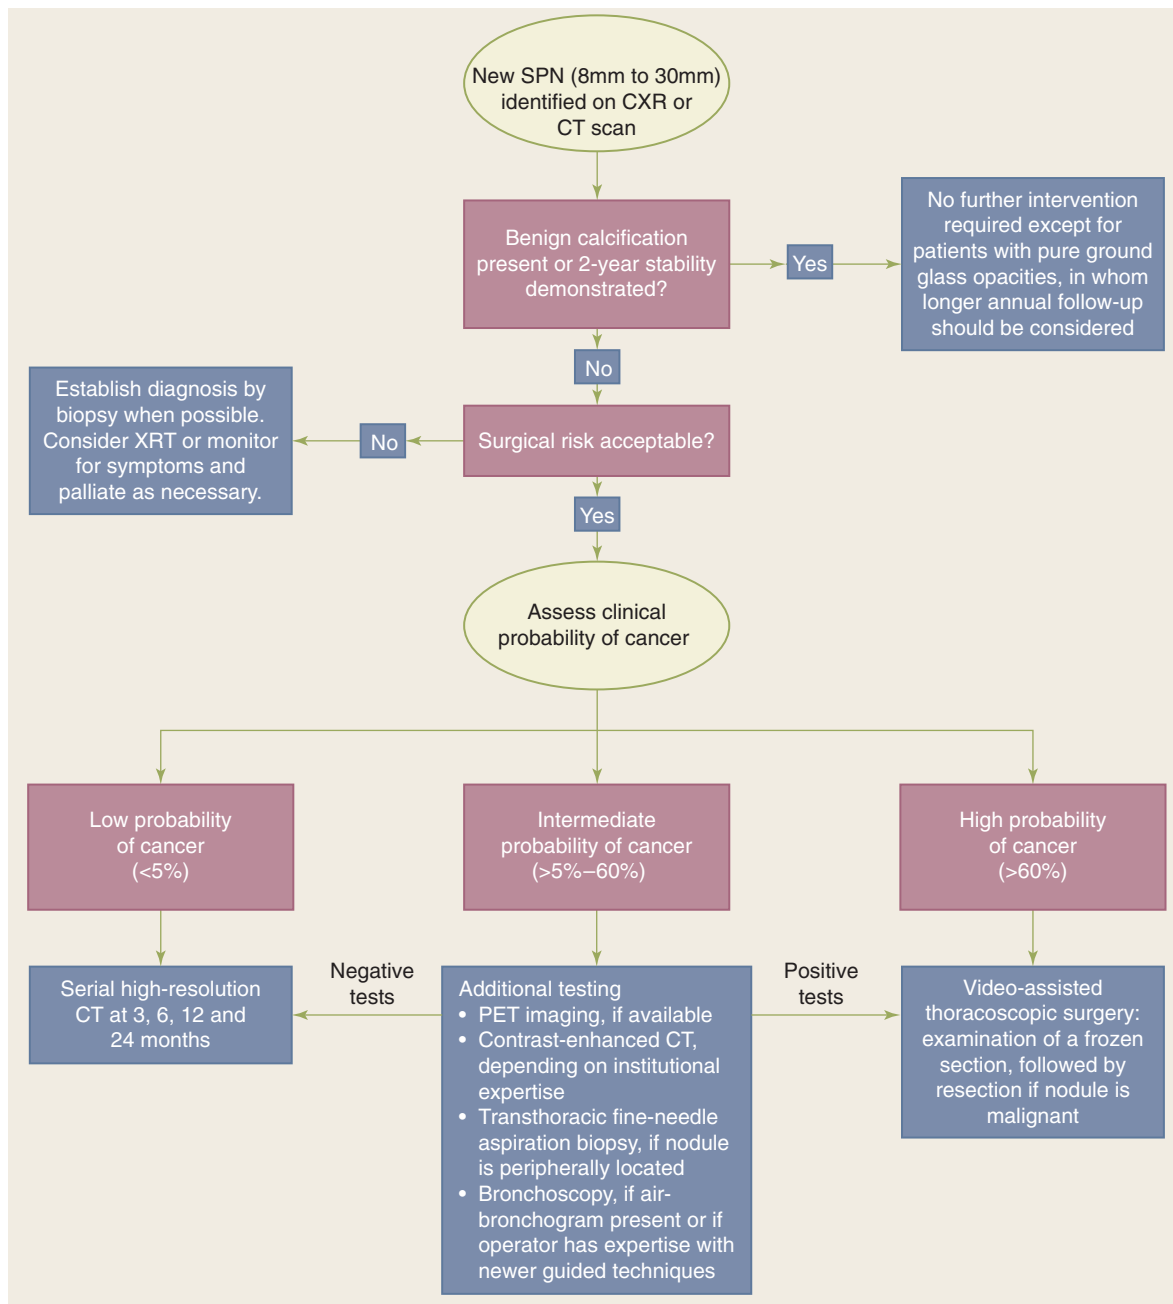 New SPN (8mm to 30mm)
identified on CXR or
CT scan
Benign calcification
present or 2-year stability
demonstrated?
Yes
No further intervention
required except for
patients with pure ground
glass opacities, in whom
longer annual follow-up
should be considered
No
Surgical risk acceptable?
No
Establish diagnosis by
biopsy when possible.
Consider XRT or monitor
for symptoms and
palliate as necessary.
Yes
Assess clinical
probability of cancer
Low probability
of cancer
(<5%)
Intermediate
probability of cancer
(>5%–60%)
High probability
of cancer
(>60%)
Serial high-resolution
CT at 3, 6, 12 and
24 months
Negative
tests
Additional testing
• PET imaging, if available
• Contrast-enhanced CT,
depending on institutional
expertise
• Transthoracic fine-needle
aspiration biopsy, if nodule
is peripherally located
• Bronchoscopy, if air-
bronchogram present or if
operator has expertise with
newer guided techniques
Positive
tests
Video-assisted
thoracoscopic surgery:
examination of a frozen
section, followed by
resection if nodule is
malignant